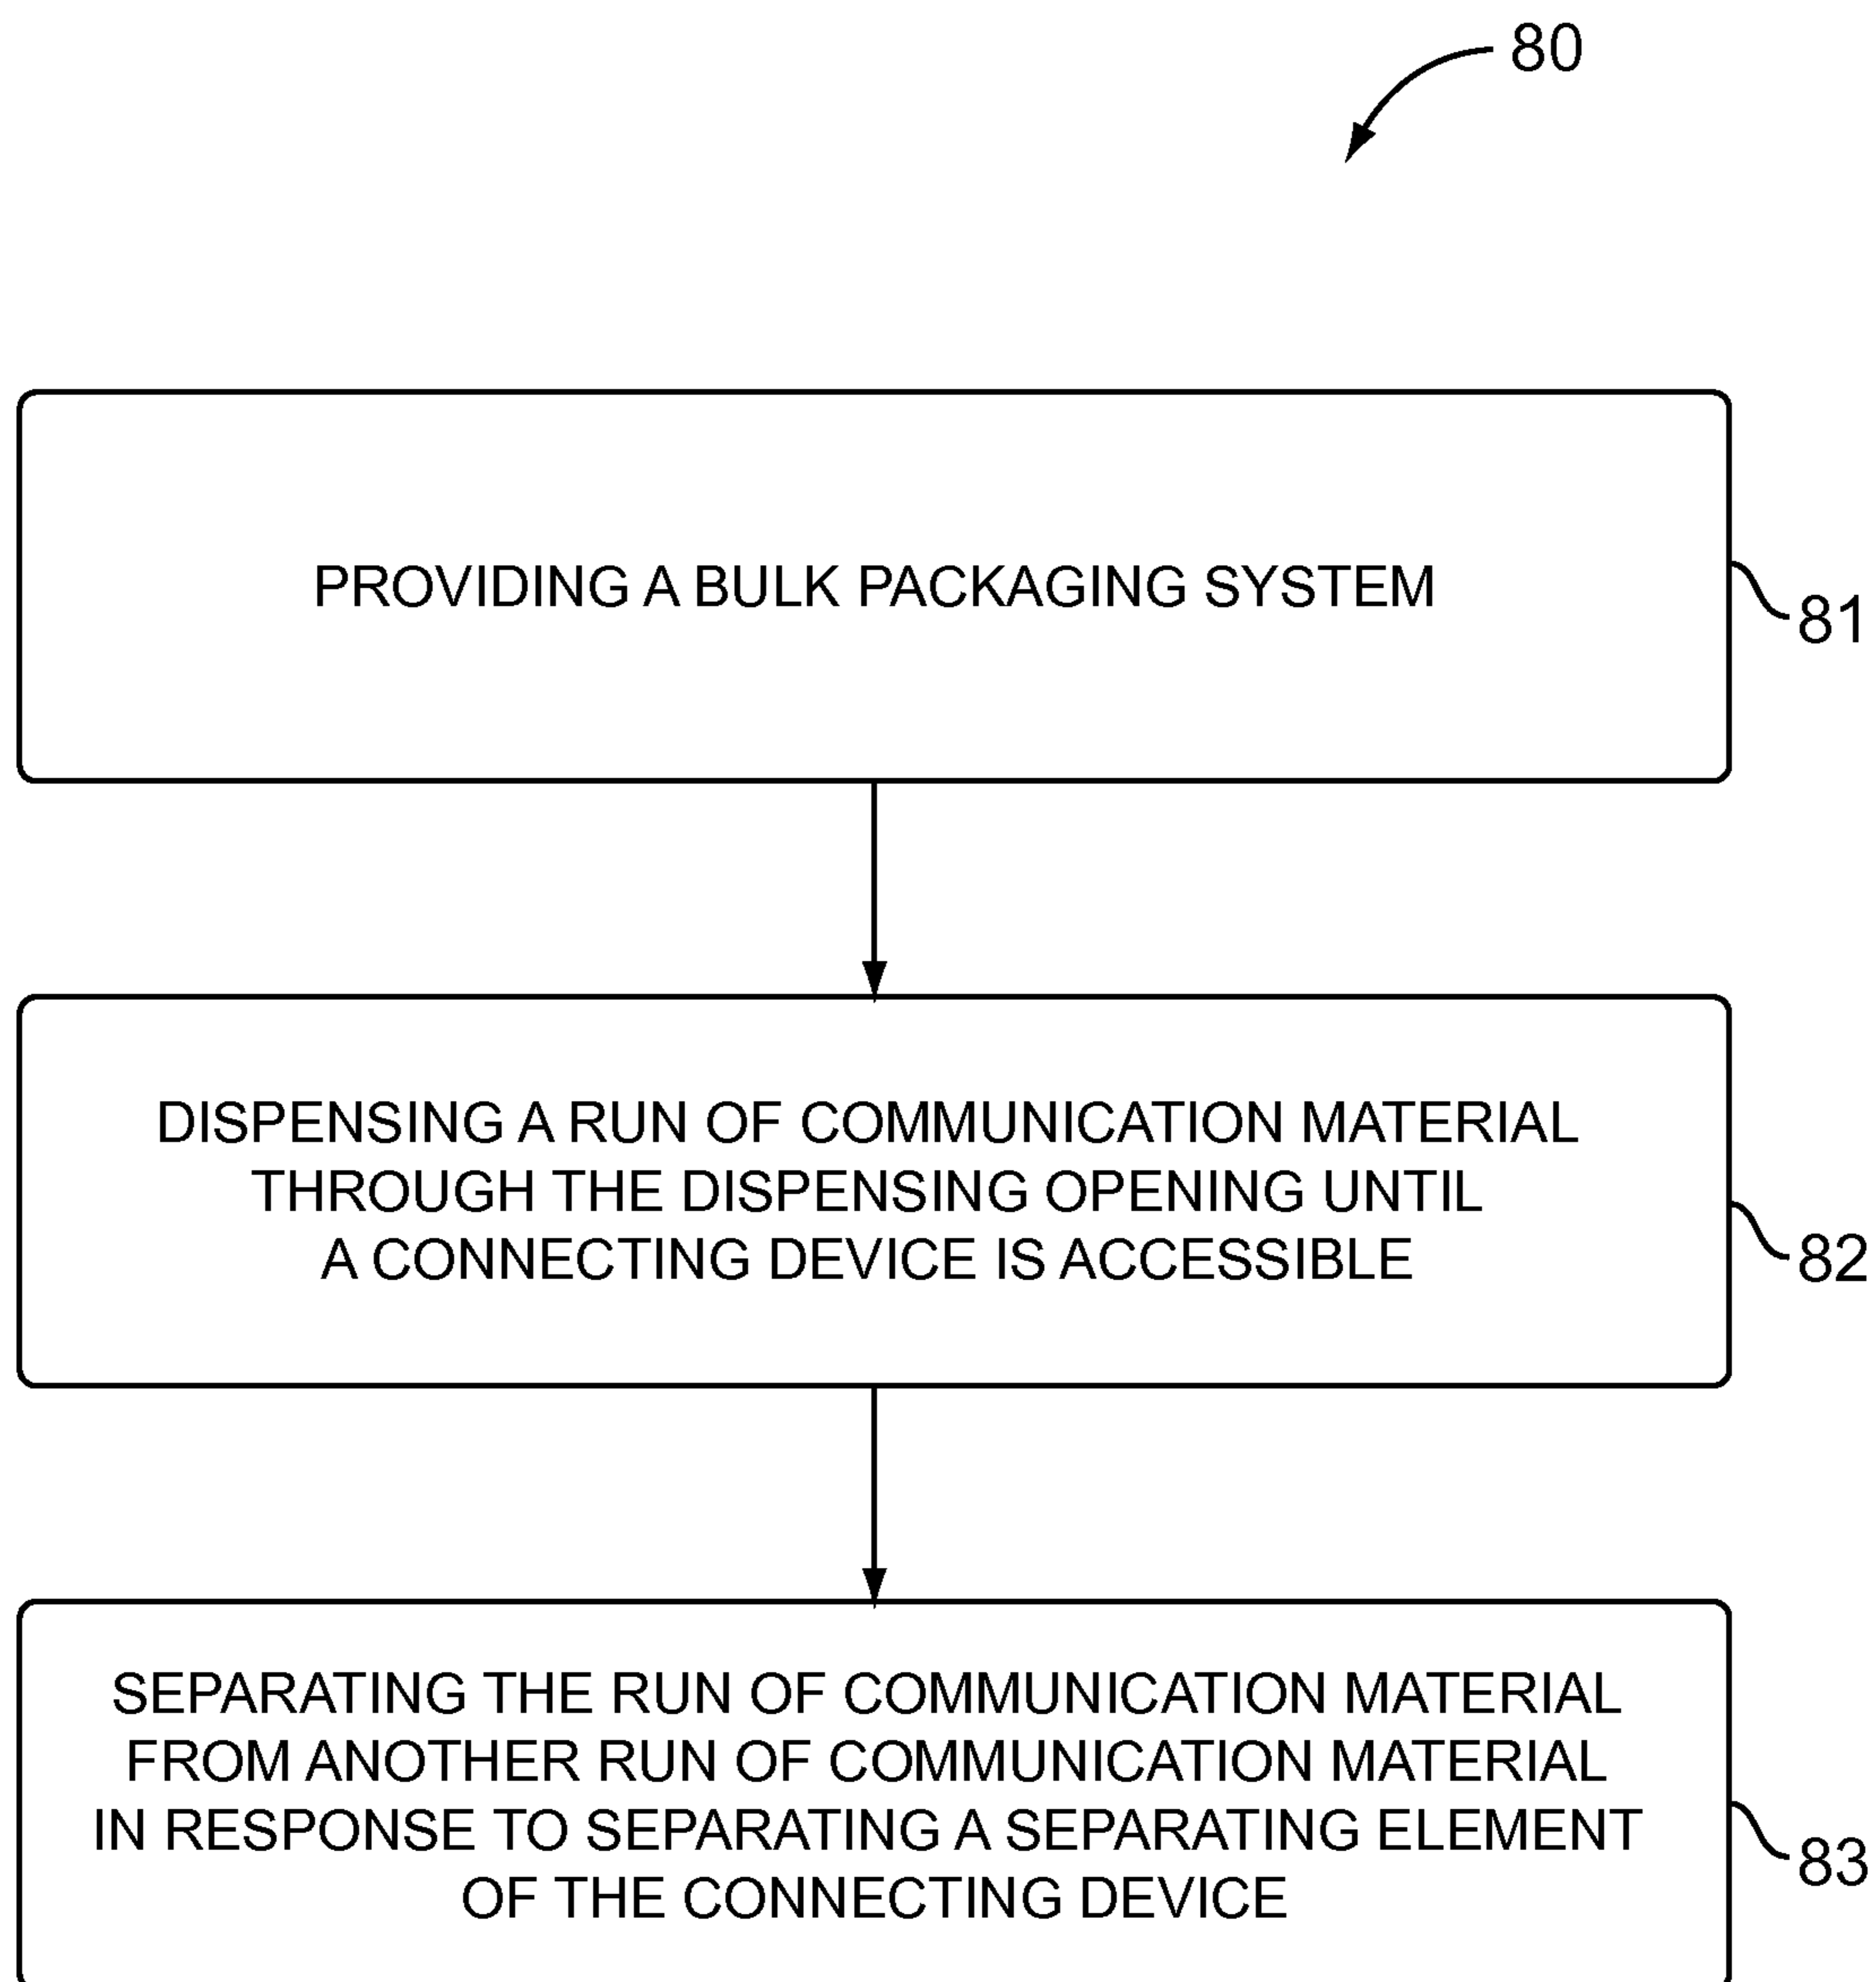 80
PROVIDING A BULK PACKAGING SYSTEM
81
DISPENSING A RUN OF COMMUNICATION MATERIAL
THROUGH THE DISPENSING OPENING UNTIL
A CONNECTING DEVICE IS ACCESSIBLE
82
SEPARATING THE RUN OF COMMUNICATION MATERIAL
FROM ANOTHER RUN OF COMMUNICATION MATERIAL
IN RESPONSE TO SEPARATING A SEPARATING ELEMENT
OF THE CONNECTING DEVICE
83